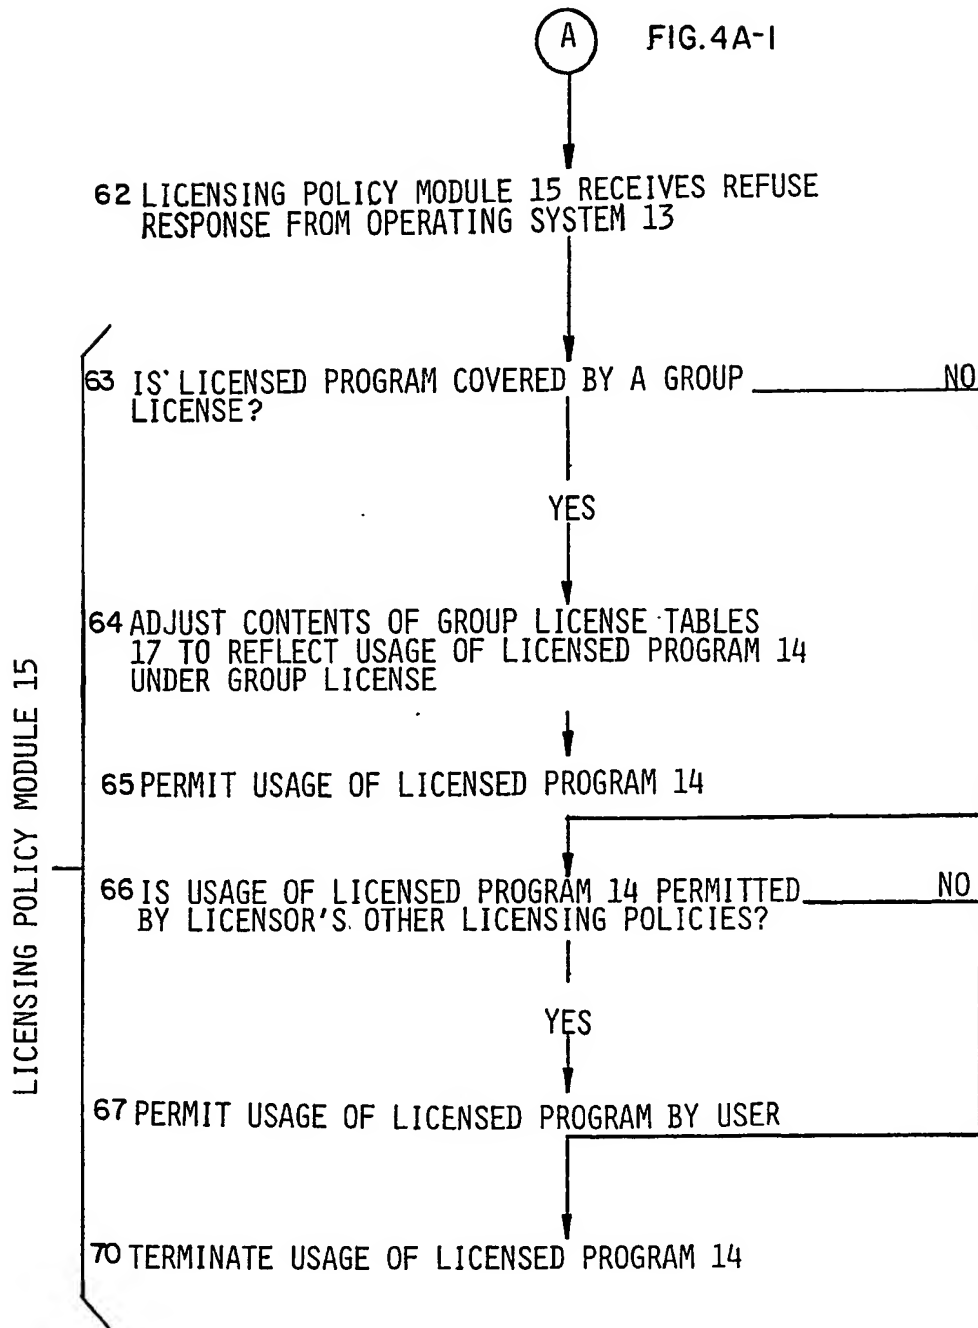 A FIG.4A-1
62 LICENSING POLICY MODULE 15 RECEIVES REFUSE
RESPONSE FROM OPERATING SYSTEM 13
63 IS LICENSED PROGRAM COVERED BY A GROUP NO
LICENSE?
YES
64 ADJUST CONTENTS OF GROUP LICENSE TABLES
17 TO REFLECT USAGE OF LICENSED PROGRAM 14
UNDER GROUP LICENSE
65 PERMIT USAGE OF LICENSED PROGRAM 14
66 IS USAGE OF LICENSED PROGRAM 14 PERMITTED NO
BY LICENSOR'S OTHER LICENSING POLICIES?
YES
67 PERMIT USAGE OF LICENSED PROGRAM BY USER
70 TERMINATE USAGE OF LICENSED PROGRAM 14
LICENSING POLICY MODULE 15